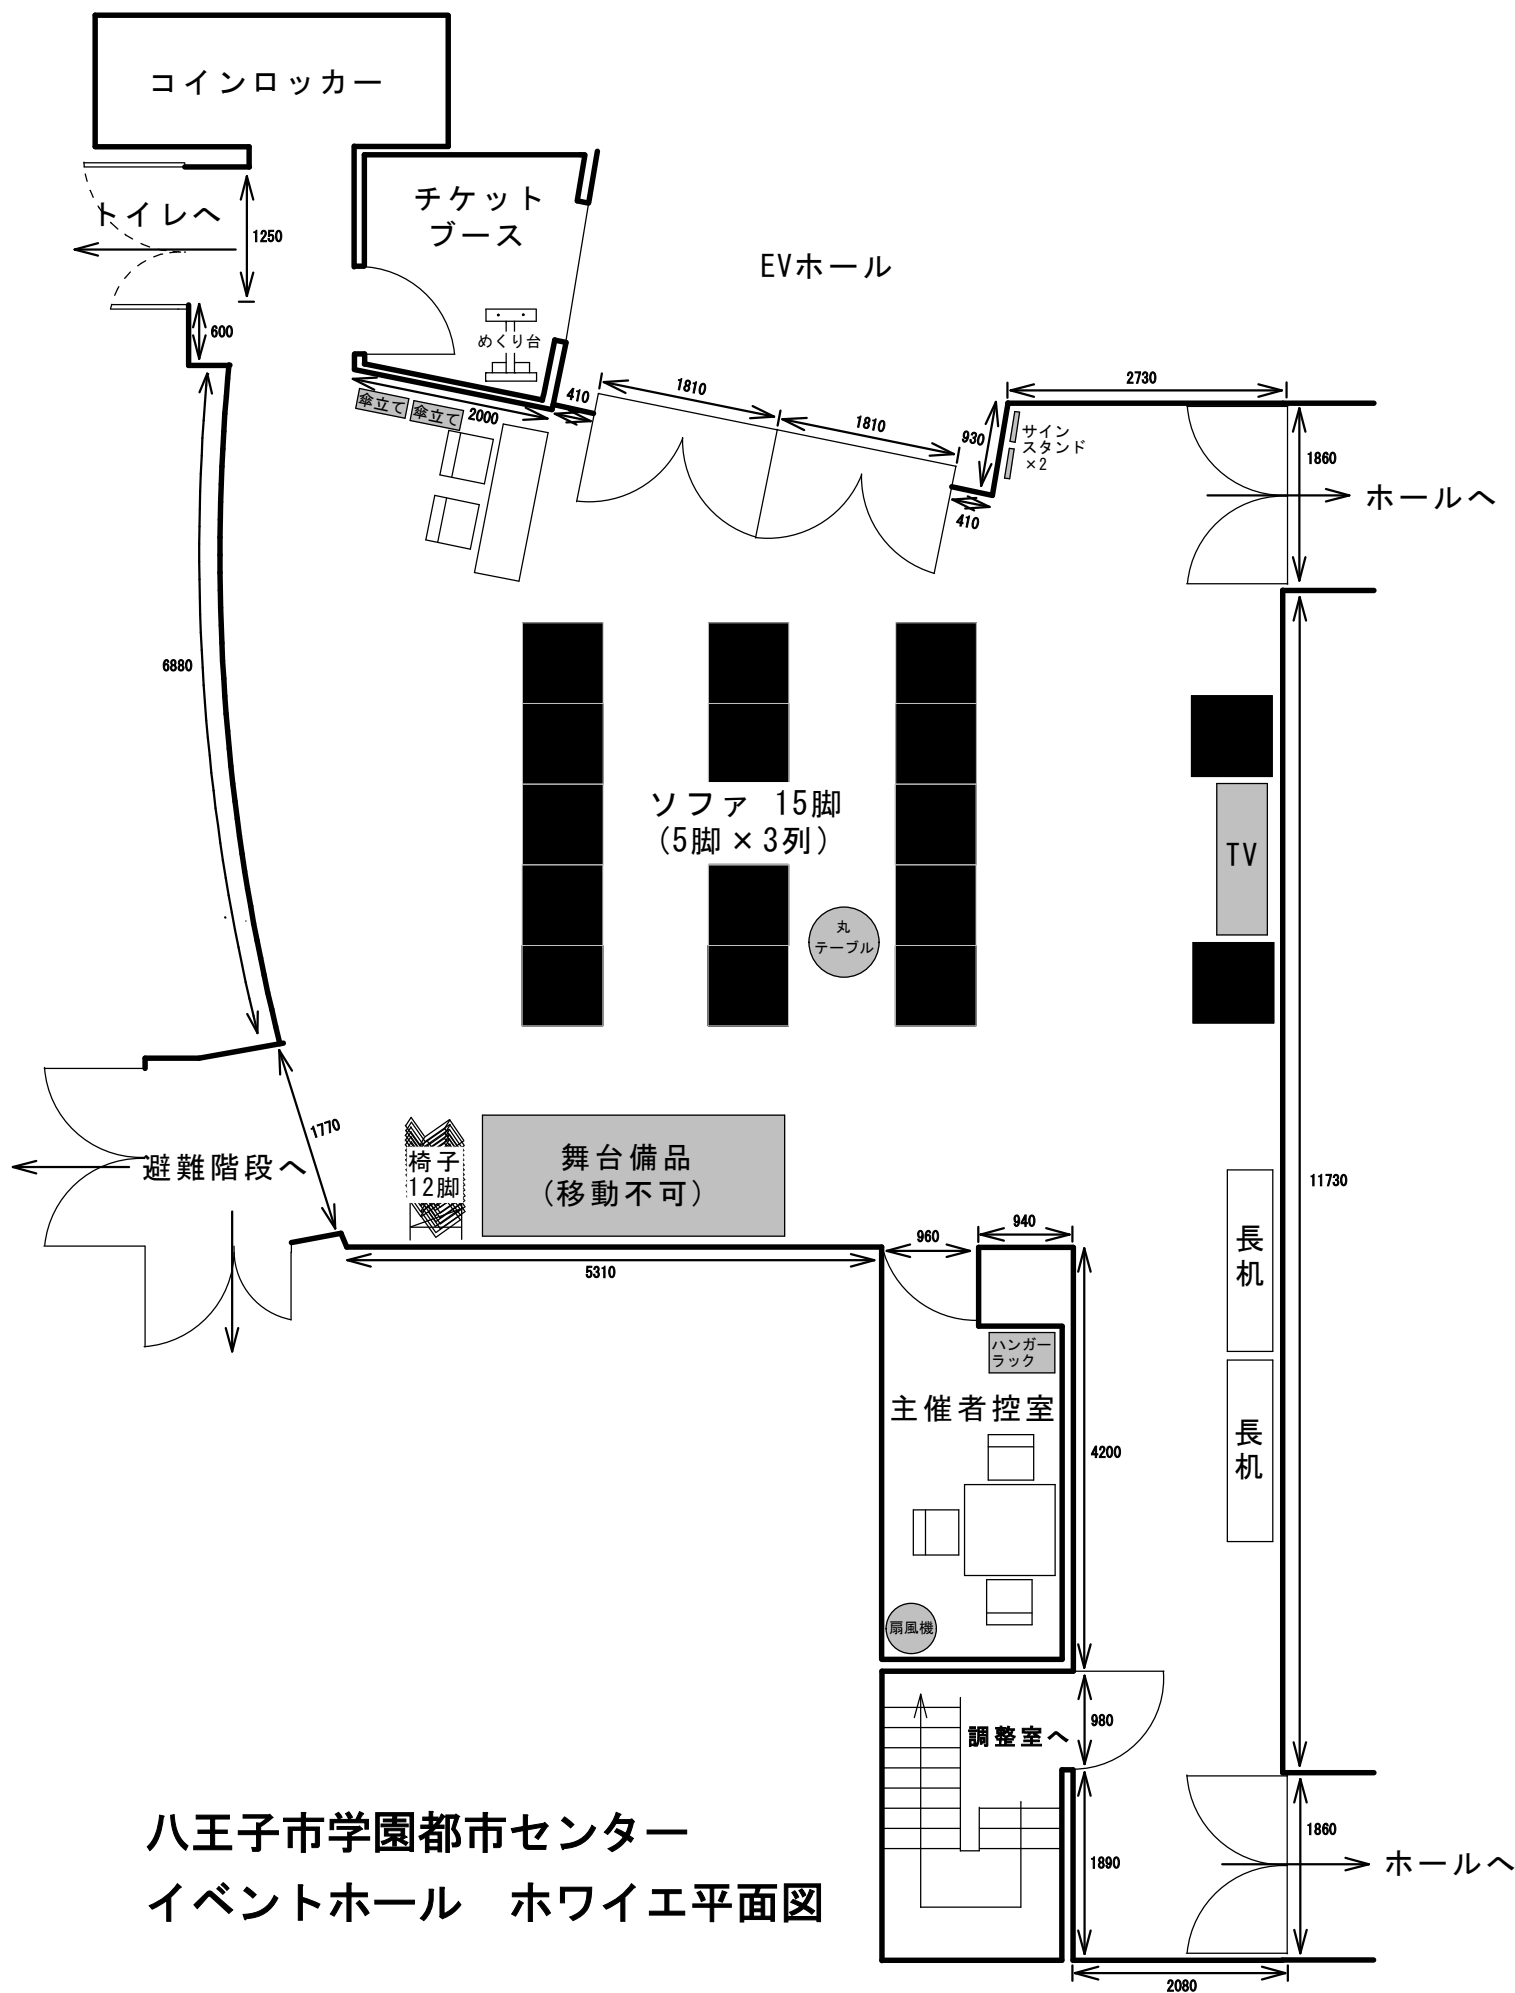 コインロッカー
トイレへ
1250
600
チケット
ブース
めくり台
EVホール
傘立て
傘立て
2000
410
1810
1810
930
410
2730
サイン
スタンド
×2
1860
ホールへ
6880
ソファ 15脚
(5脚×3列)
丸
テーブル
TV
1770
避難階段へ
椅子
12脚
舞台備品
(移動不可)
5310
960
940
11730
長机
長机
ハンガー
ラック
主催者控室
4200
扇風機
調整室へ
980
1890
1860
ホールへ
2080
八王子市学園都市センター
イベントホール ホワイエ平面図